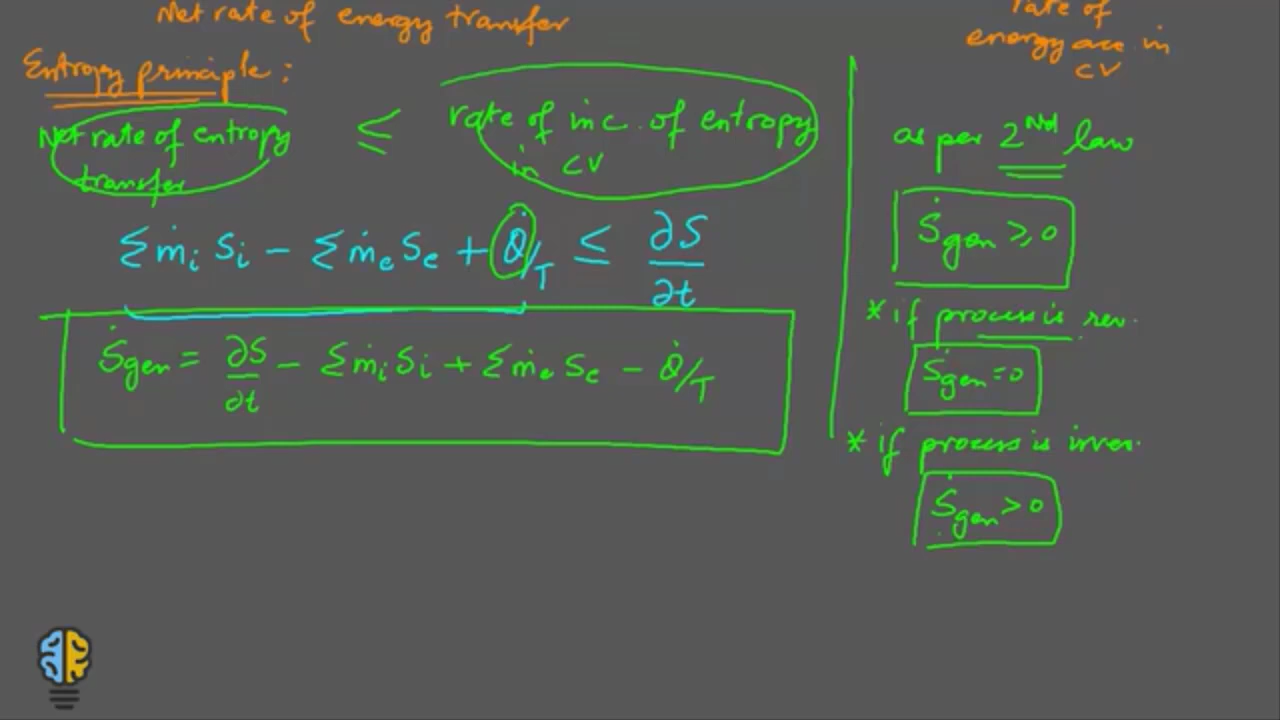 Net rate of energy transfer
rate of
energy acc in
CV
Entropy principle:
Net rate of entropy
transfer
≤
rate of inc. of entropy
in CV
Σṁᵢ Sᵢ - Σṁₑ Sₑ + Q̇/T ≤ ∂S/∂t
Ṡgen = ∂S/∂t - Σṁᵢ Sᵢ + Σṁₑ Sₑ - Q̇/T
as per 2nd law
Ṡgen ≥ 0
* if process is rev.
Ṡgen = 0
* if process is irrev.
Ṡgen > 0